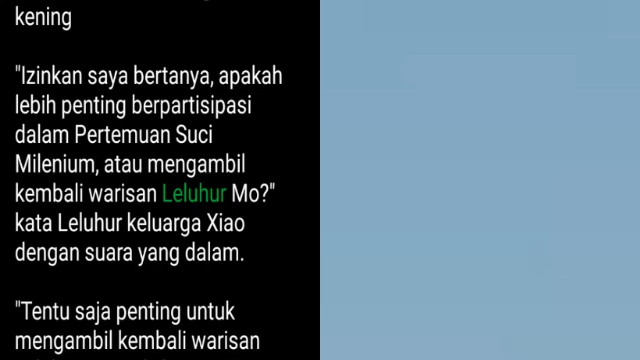 kening
"Izinkan saya bertanya, apakah
lebih penting berpartisipasi
dalam Pertemuan Suci
Milenium, atau mengambil
kembali warisan Leluhur Mo?"
kata Leluhur keluarga Xiao
dengan suara yang dalam.
"Tentu saja penting untuk
mengambil kembali warisan